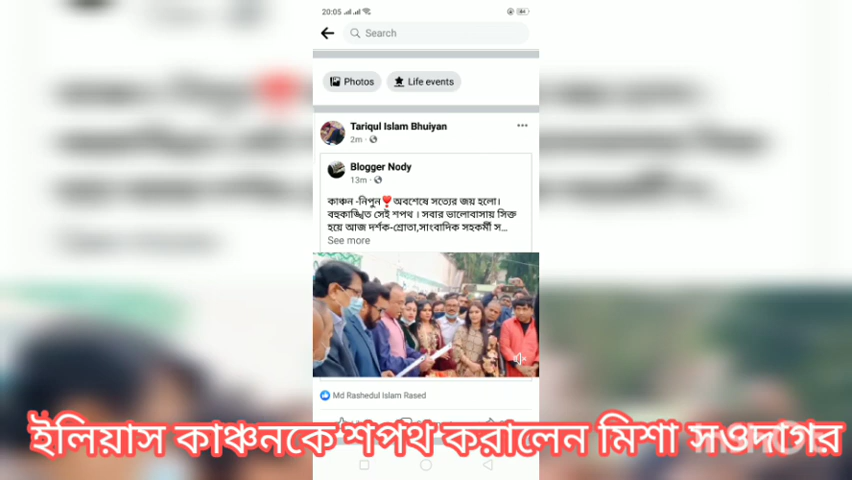 20:05
Search
Photos
Life events
Tariqul Islam Bhuiyan
2m
Blogger Nody
13m
কাঞ্চন -নিপুন❣️অবশেষে সত্যের জয় হলো।
বহুকাঙ্খিত সেই শপথ । সবার ভালোবাসায় সিক্ত
হয়ে আজ দর্শক-শ্রোতা,সাংবাদিক সহকর্মী স...
See more
Md Rashedul Islam Rased
ইলিয়াস কাঞ্চনকে শপথ করালেন মিশা সওদাগর